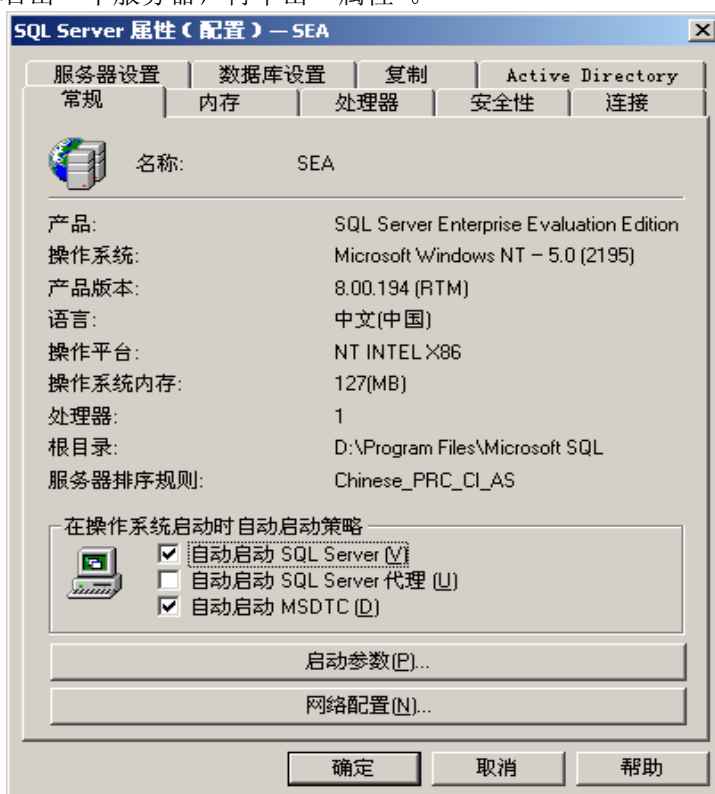 SQL Server 属性(配置) - SEA
服务器设置 数据库设置 复制 Active Directory
常规 内存 处理器 安全性 连接
名称: SEA
产品: SQL Server Enterprise Evaluation Edition
操作系统: Microsoft Windows NT - 5.0 (2195)
产品版本: 8.00.194 (RTM)
语言: 中文(中国)
操作平台: NT INTEL X86
操作系统内存: 127(MB)
处理器: 1
根目录: D:\Program Files\Microsoft SQL
服务器排序规则: Chinese_PRC_CI_AS
在操作系统启动时自动启动策略
自动启动 SQL Server (V)
自动启动 SQL Server 代理 (U)
自动启动 MSDTC (D)
启动参数(P)...
网络配置(N)...
确定 取消 帮助